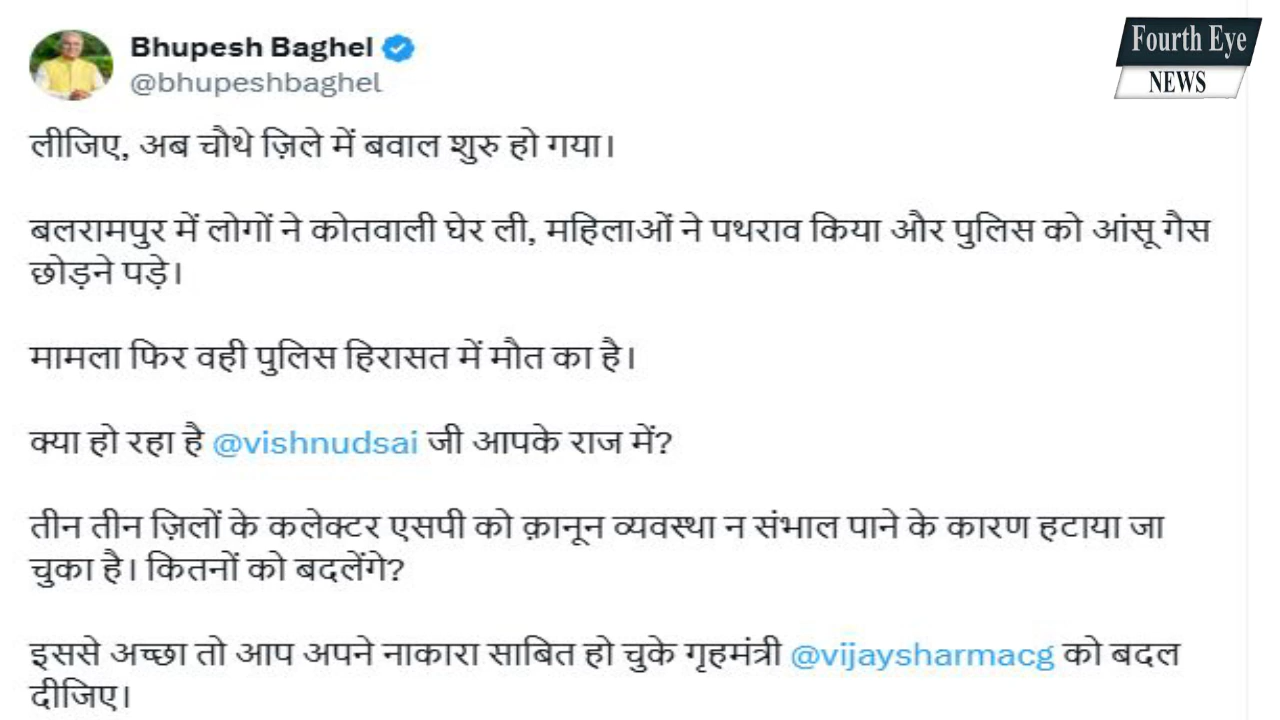 Bhupesh Baghel
@bhupeshbaghel
Fourth Eye
NEWS
लीजिए, अब चौथे ज़िले में बवाल शुरु हो गया।
बलरामपुर में लोगों ने कोतवाली घेर ली, महिलाओं ने पथराव किया और पुलिस को आंसू गैस
छोड़ने पड़े।
मामला फिर वही पुलिस हिरासत में मौत का है।
क्या हो रहा है @vishnudsai जी आपके राज में?
तीन तीन ज़िलों के कलेक्टर एसपी को क़ानून व्यवस्था न संभाल पाने के कारण हटाया जा
चुका है। कितनों को बदलेंगे?
इससे अच्छा तो आप अपने नाकारा साबित हो चुके गृहमंत्री @vijaysharmacg को बदल
दीजिए।